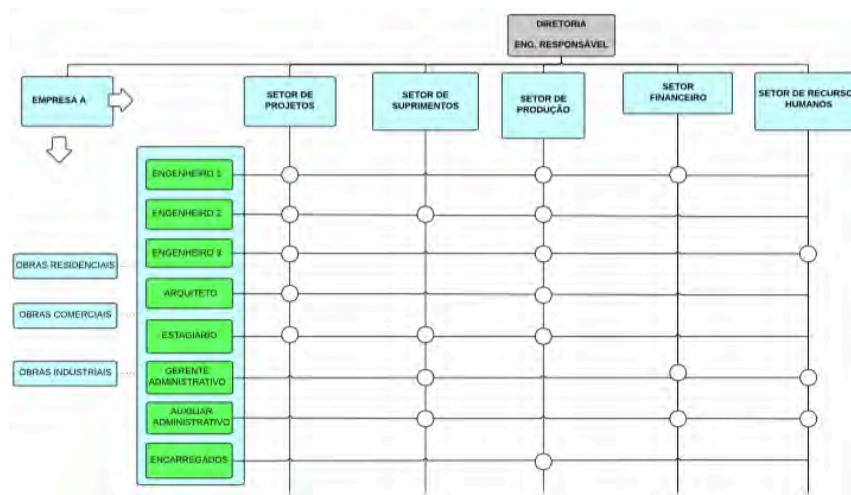 DIRETORIA
ENG. RESPONSÁVEL
EMPRESA A
SETOR DE
PROJETOS
SETOR DE
SUPRIMENTOS
SETOR DE
PRODUÇÃO
SETOR
FINANCEIRO
SETOR DE RECURSO
HUMANOS
ENGENHEIRO 1
ENGENHEIRO 2
ENGENHEIRO 3
ARQUITETO
ESTAGIÁRIO
GERENTE
ADMINISTRATIVO
AUXILIAR
ADMINISTRATIVO
ENCARREGADOS
OBRAS RESIDENCIAIS
OBRAS COMERCIAIS
OBRAS INDUSTRIAIS